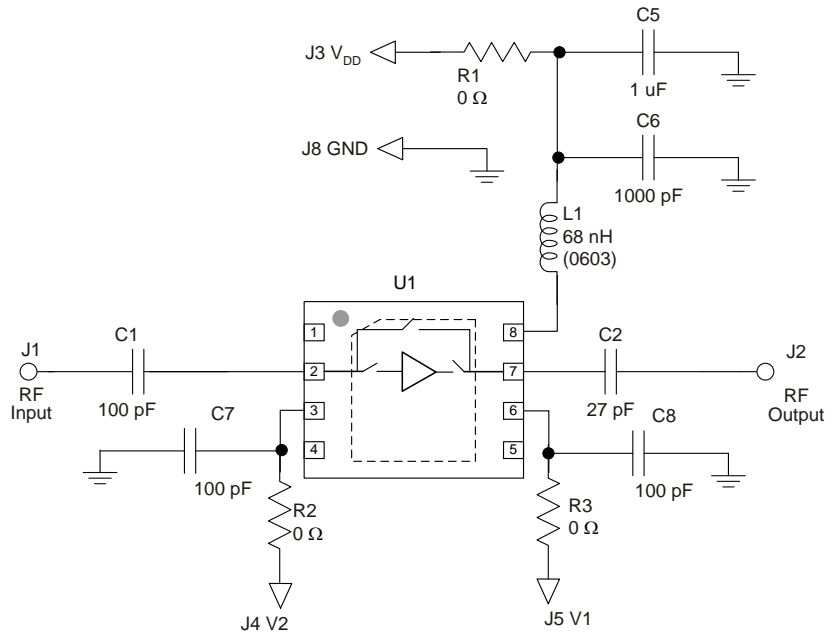 C5
J3 V_DD
R1
0 Ω
1 uF
C6
J8 GND
1000 pF
L1
68 nH
(0603)
U1
1
8
C1
C2
J1
J2
2
7
RF
Input
RF
Output
100 pF
27 pF
C7
3
6
C8
4
5
100 pF
100 pF
R2
0 Ω
R3
0 Ω
J4 V2
J5 V1